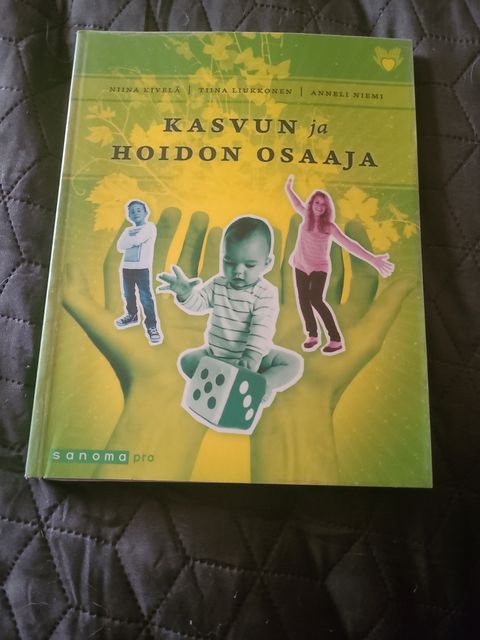 NIINA KIVELÄ | TIINA LIUKKONEN | ANNELI NIEMI
KASVUN ja
HOIDON OSAAJA
sanoma pro